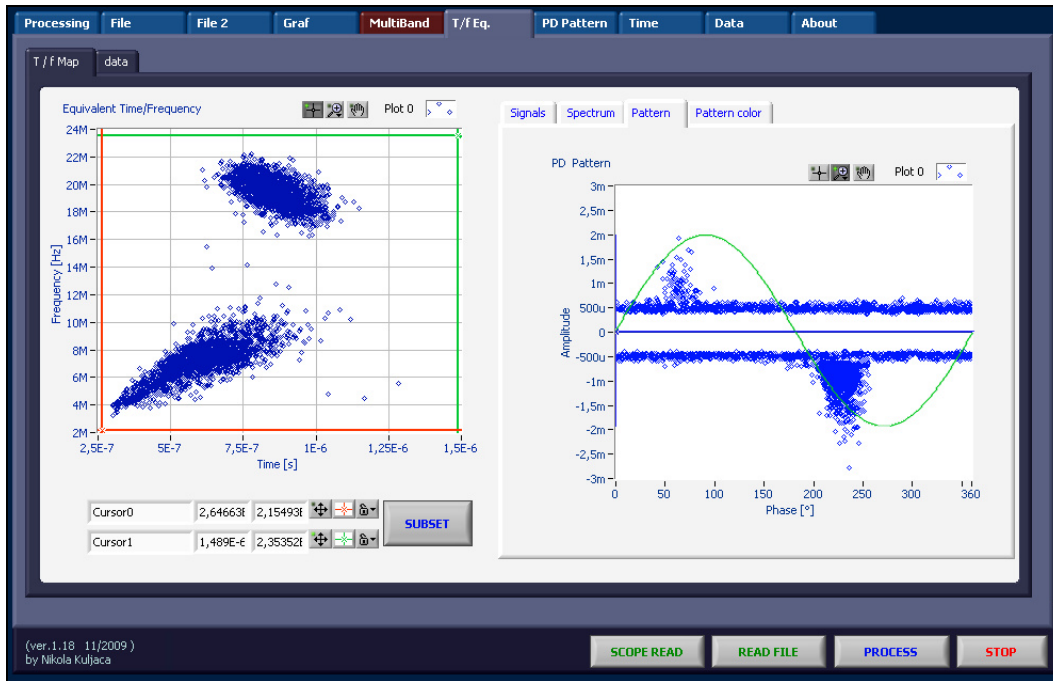 Processing File File 2 Graf MultiBand T/f Eq. PD Pattern Time Data About
T / f Map data
Equivalent Time/Frequency Plot 0
24M
22M
20M
18M
16M
14M
12M
10M
8M
6M
4M
2M
Frequency [Hz]
2,5E-7 5E-7 7,5E-7 1E-6 1,25E-6 1,5E-6
Time [s]
Cursor0 2,64663E 2,15493E
Cursor1 1,489E-6 2,35352E
SUBSET
Signals Spectrum Pattern Pattern color
PD Pattern Plot 0
3m
2,5m
2m
1,5m
1m
500u
0
-500u
-1m
-1,5m
-2m
-2,5m
-3m
Amplitude
0 50 100 150 200 250 300 360
Phase [°]
(ver.1.18 11/2009 )
by Nikola Kuljaca
SCOPE READ READ FILE PROCESS STOP